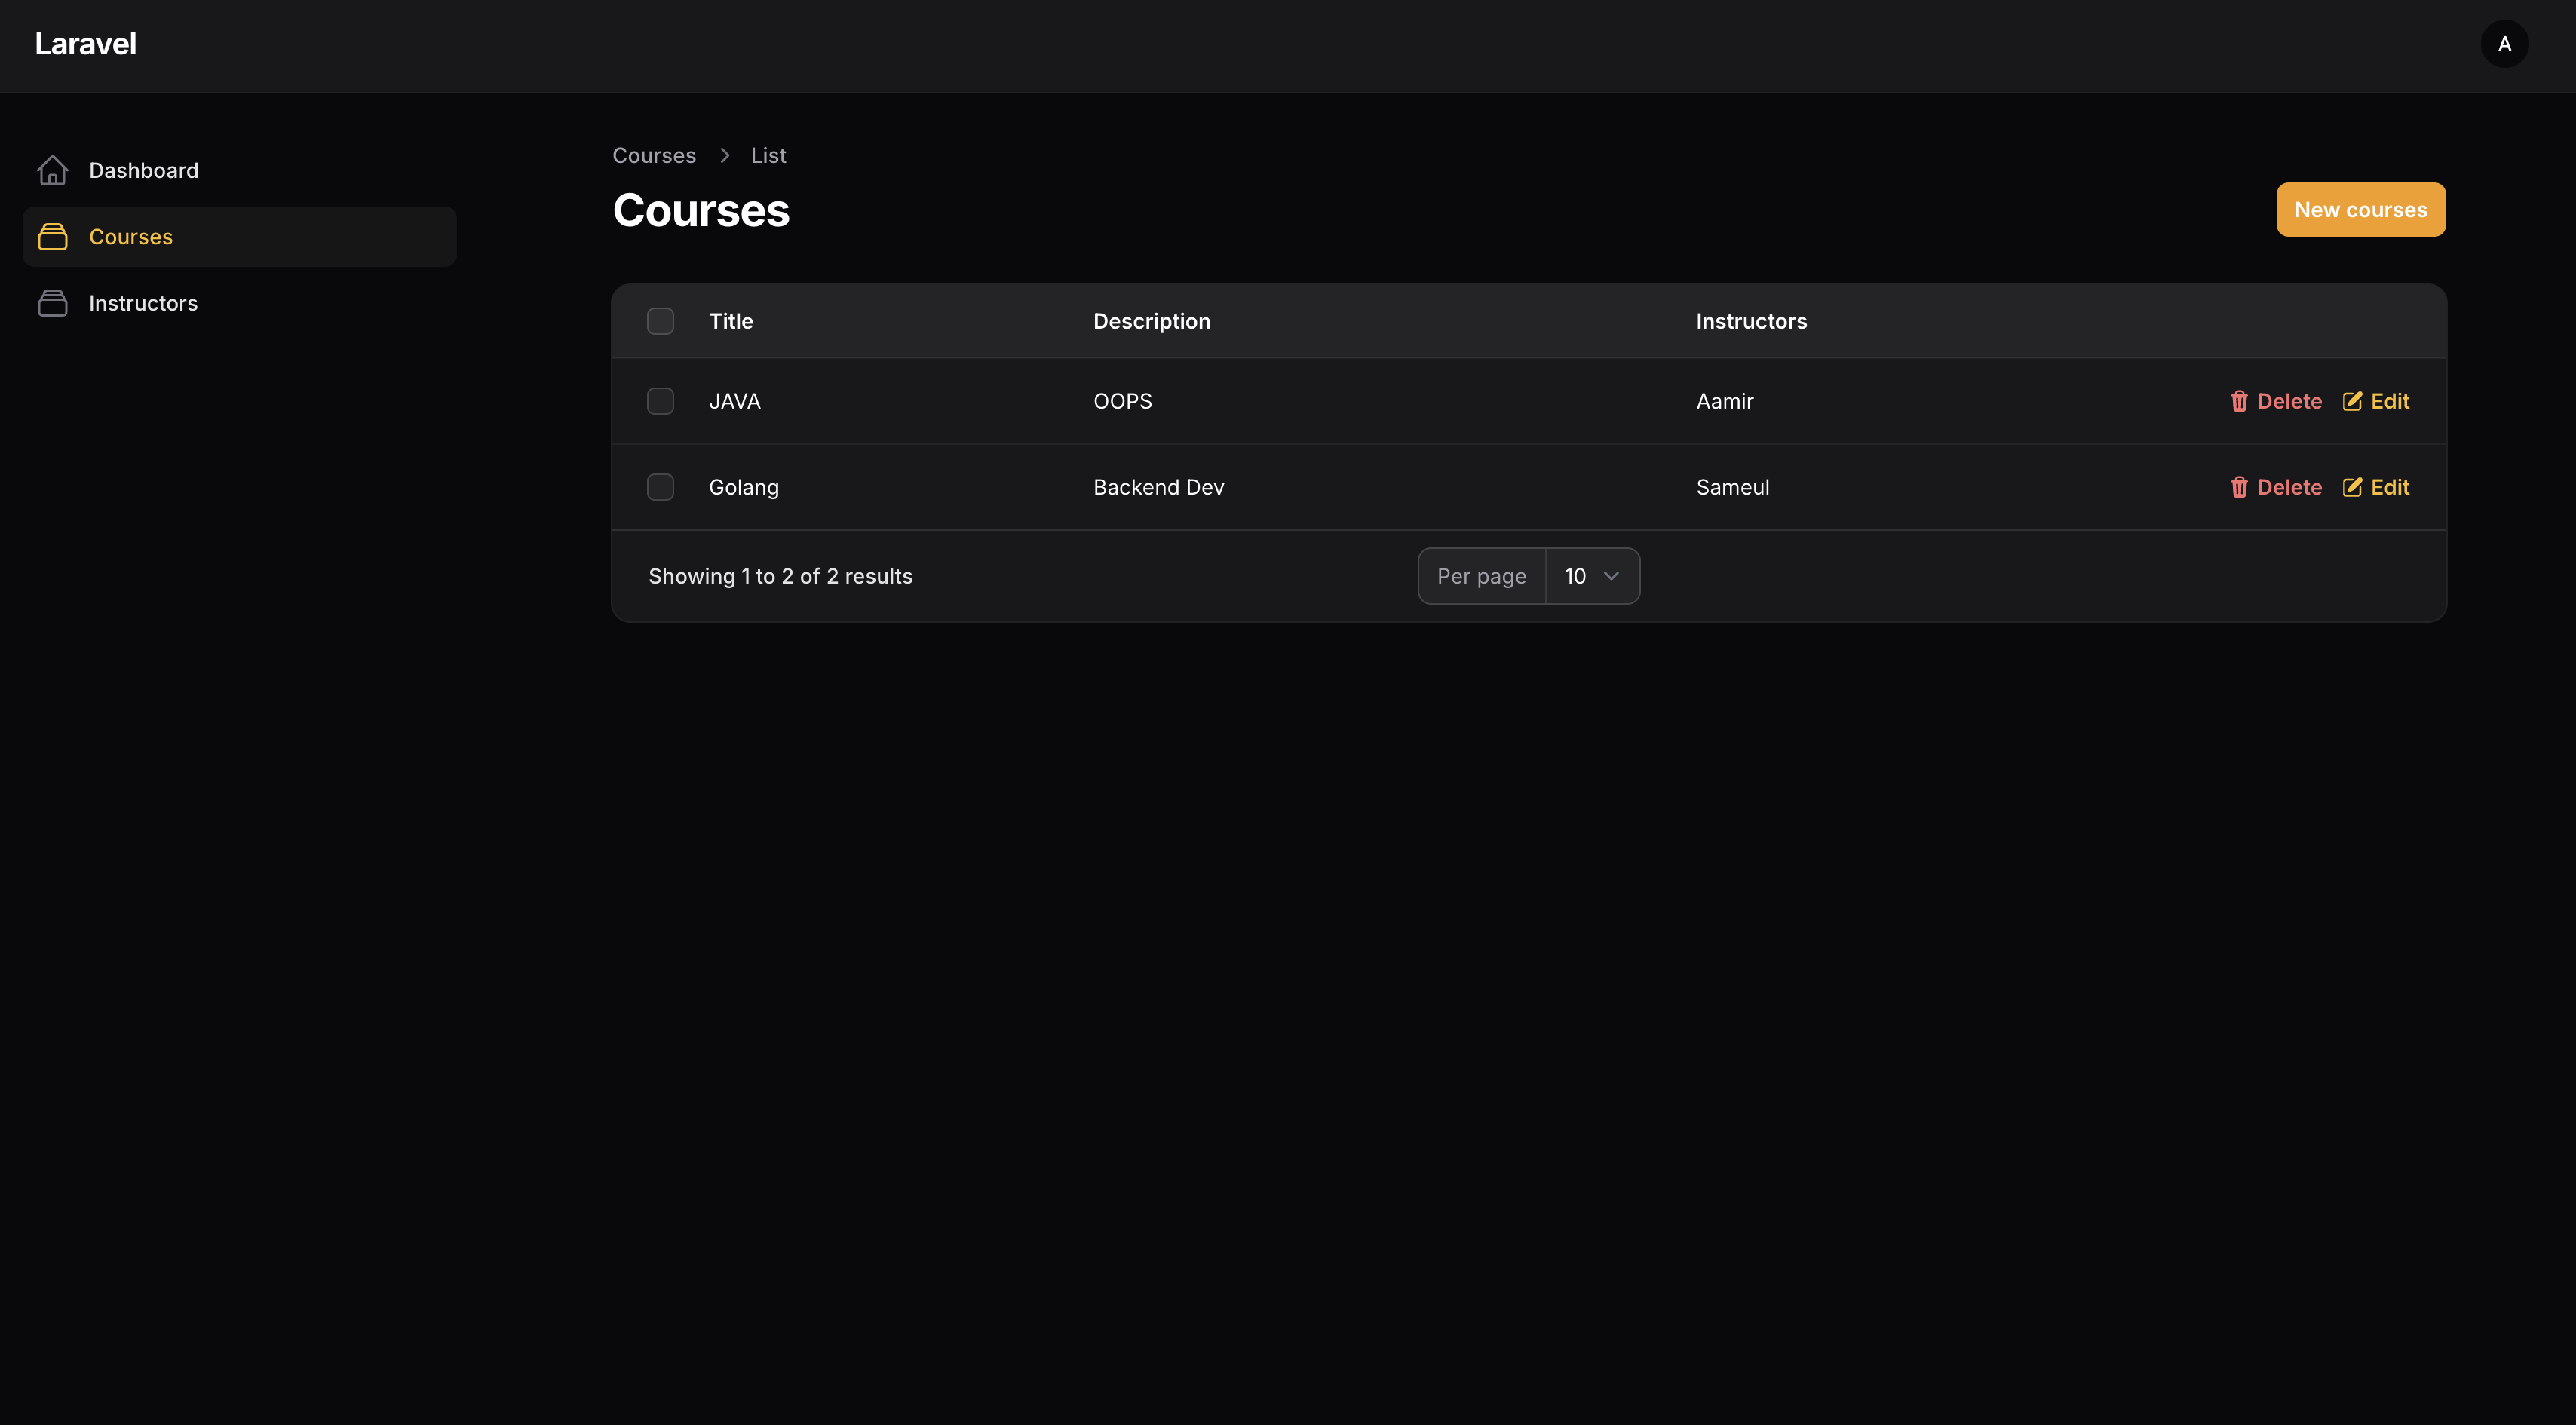 Laravel
A
Dashboard
Courses
Instructors
Courses > List
Courses
New courses
Title Description Instructors
JAVA OOPS Aamir Delete Edit
Golang Backend Dev Sameul Delete Edit
Showing 1 to 2 of 2 results Per page 10